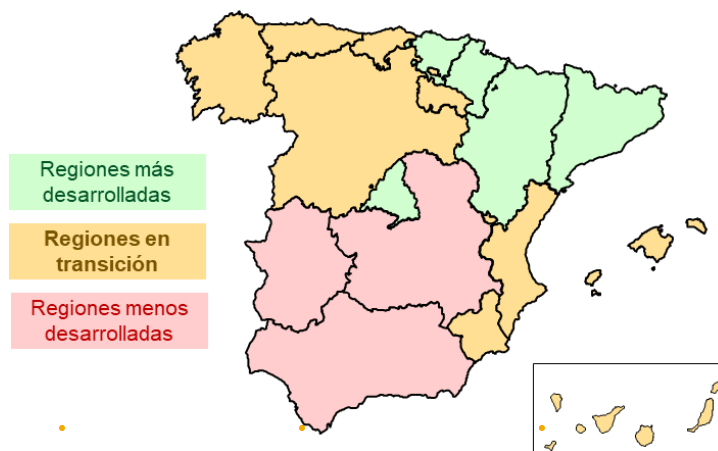 Regiones más
desarrolladas
Regiones en
transición
Regiones menos
desarrolladas